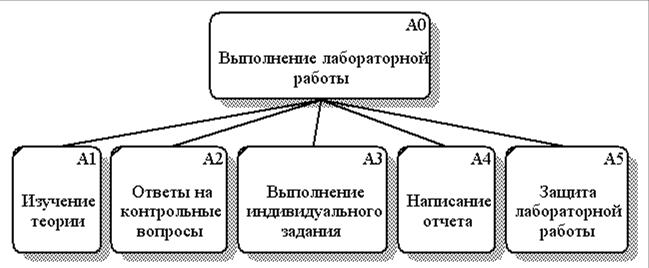 A0
Выполнение лабораторной
работы
A1
Изучение
теории
A2
Ответы на
контрольные
вопросы
A3
Выполнение
индивидуального
задания
A4
Написание
отчета
A5
Защита
лабораторной
работы